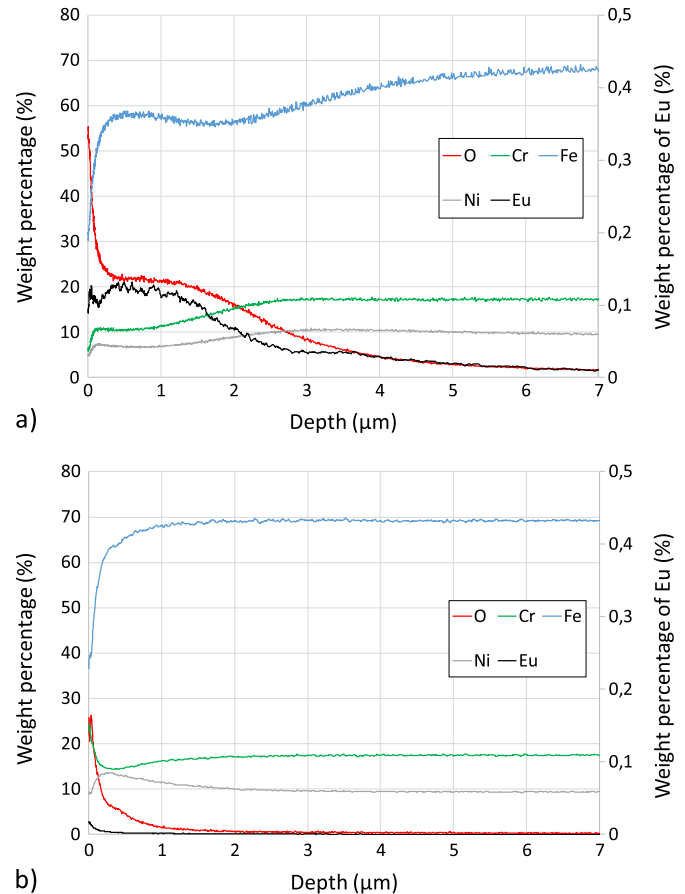 80
70
60
50
40
30
20
10
0
Weight percentage (%)
0,5
0,4
0,3
0,2
0,1
0
Weight percentage of Eu (%)
O Cr Fe
Ni Eu
0 1 2 3 4 5 6 7
Depth (µm)
a)
80
70
60
50
40
30
20
10
0
Weight percentage (%)
0,5
0,4
0,3
0,2
0,1
0
Weight percentage of Eu (%)
O Cr Fe
Ni Eu
0 1 2 3 4 5 6 7
Depth (µm)
b)